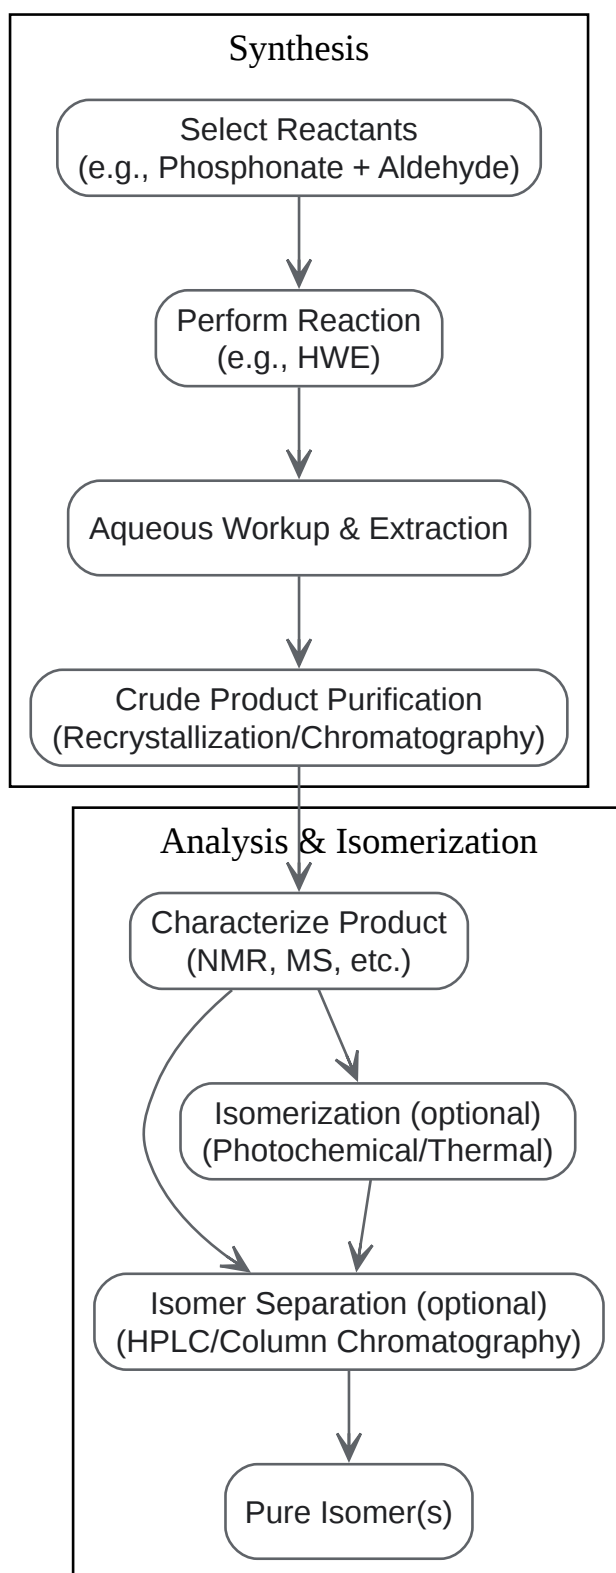 Synthesis
Select Reactants
(e.g., Phosphonate + Aldehyde)
Perform Reaction
(e.g., HWE)
Aqueous Workup & Extraction
Crude Product Purification
(Recrystallization/Chromatography)
Analysis & Isomerization
Characterize Product
(NMR, MS, etc.)
Isomerization (optional)
(Photochemical/Thermal)
Isomer Separation (optional)
(HPLC/Column Chromatography)
Pure Isomer(s)